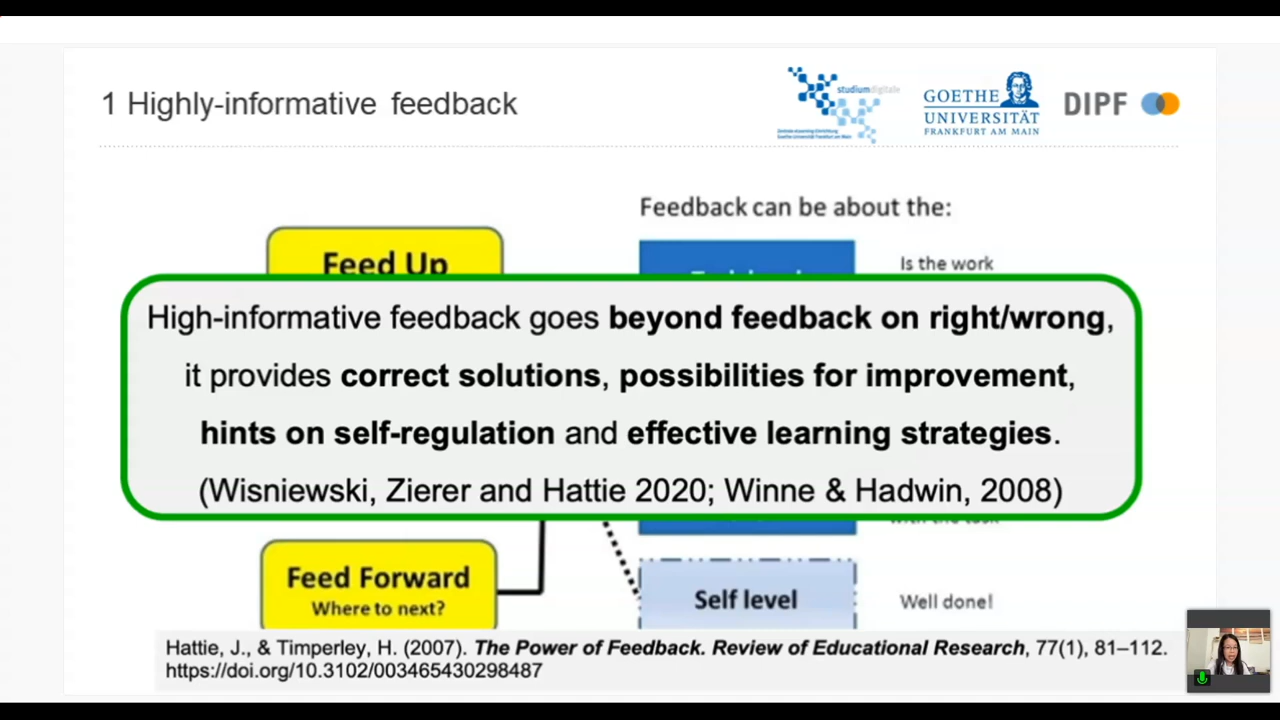 1 Highly-informative feedback
studiumdigitale
GOETHE
UNIVERSITÄT
FRANKFURT AM MAIN
DIPF
Feedback can be about the:
Feed Up
Is the work
High-informative feedback goes beyond feedback on right/wrong,
it provides correct solutions, possibilities for improvement,
hints on self-regulation and effective learning strategies.
(Wisniewski, Zierer and Hattie 2020; Winne & Hadwin, 2008)
with the task
Feed Forward
Where to next?
Self level
Well done!
Hattie, J., & Timperley, H. (2007). The Power of Feedback. Review of Educational Research, 77(1), 81–112.
https://doi.org/10.3102/003465430298487